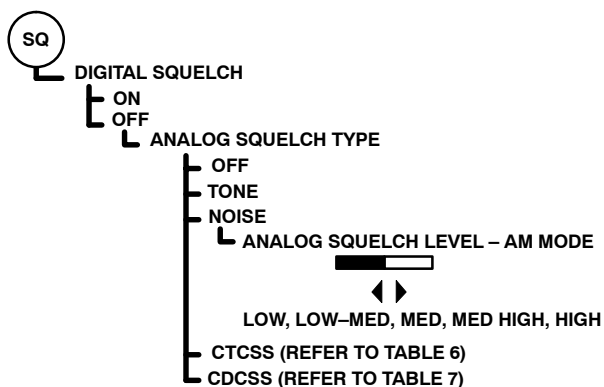 SQ
DIGITAL SQUELCH
ON
OFF
ANALOG SQUELCH TYPE
OFF
TONE
NOISE
ANALOG SQUELCH LEVEL – AM MODE
LOW, LOW–MED, MED, MED HIGH, HIGH
CTCSS (REFER TO TABLE 6)
CDCSS (REFER TO TABLE 7)